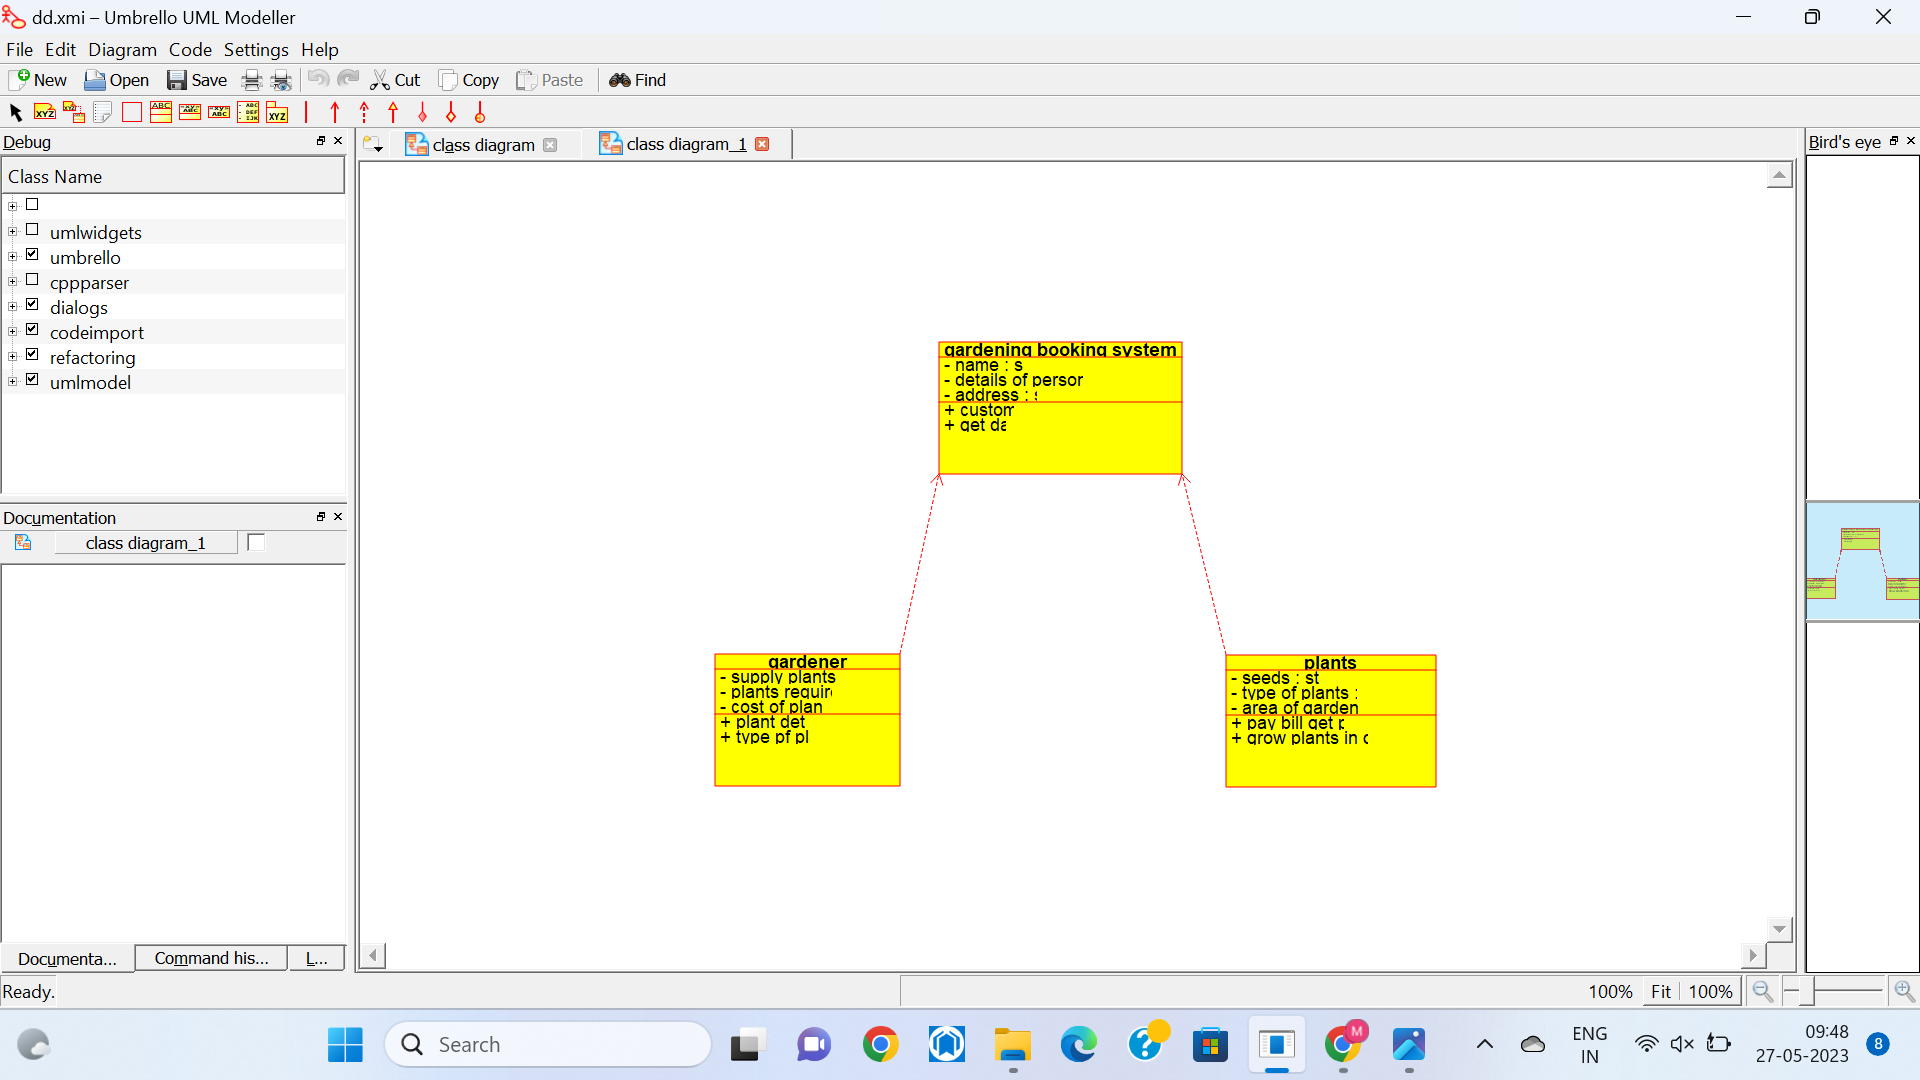 dd.xmi – Umbrello UML Modeller
File Edit Diagram Code Settings Help
New Open Save Cut Copy Paste Find
Debug
Class Name
umlwidgets
umbrello
cppparser
dialogs
codeimport
refactoring
umlmodel
Documentation
class diagram_1
Documenta... Command his... L...
class diagram class diagram_1
gardening booking system
- name : s
- details of persor
- address :
+ custom
+ get da
gardener
- supply plants
- plants requir
- cost of plan
+ plant det
+ type pf pl
plants
- seeds : st
- type of plants :
- area of garden
+ pay bill get
+ grow plants in
Bird's eye
Ready.
100% Fit 100%
Search
ENG
IN
09:48
27-05-2023
8
M
XYZ
ABC